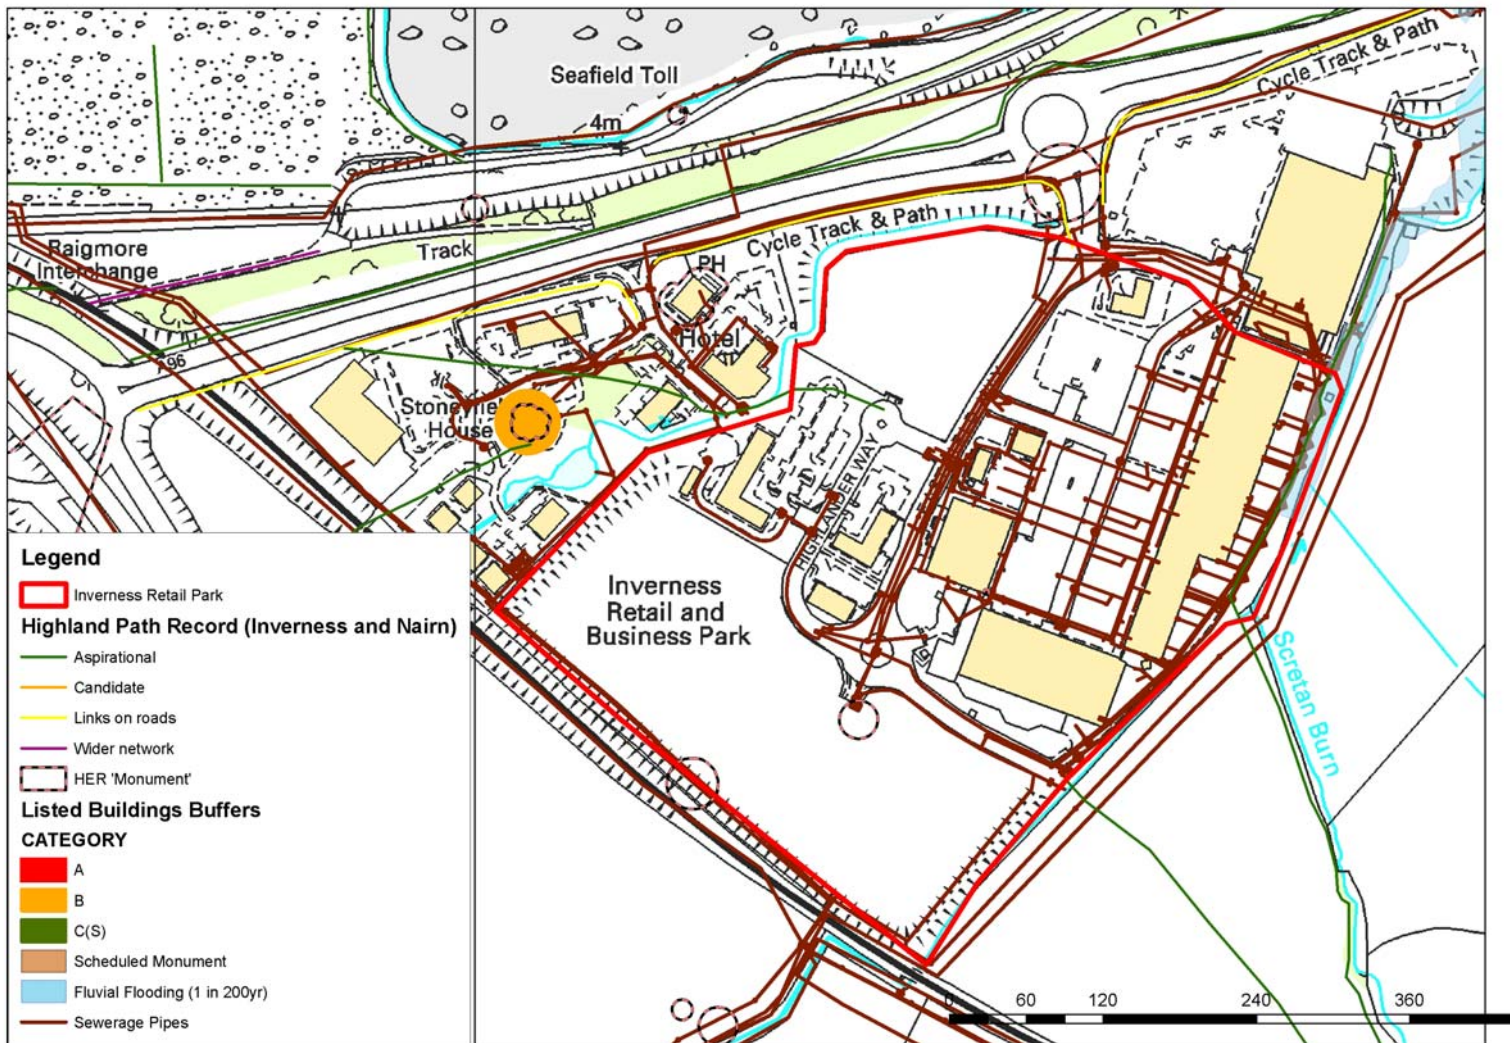 Seafield Toll
4m
Cycle Track & Path
Raigmore
Interchange
Track
Cycle Track & Path
PH
Hotel
96
House
HIGHLANDER WAY
Inverness
Retail and
Business Park
Scretan Burn
Legend
Inverness Retail Park
Highland Path Record (Inverness and Nairn)
Aspirational
Candidate
Links on roads
Wider network
HER 'Monument'
Listed Buildings Buffers
CATEGORY
A
B
C(S)
Scheduled Monument
Fluvial Flooding (1 in 200yr)
Sewerage Pipes
0 60 120 240 360